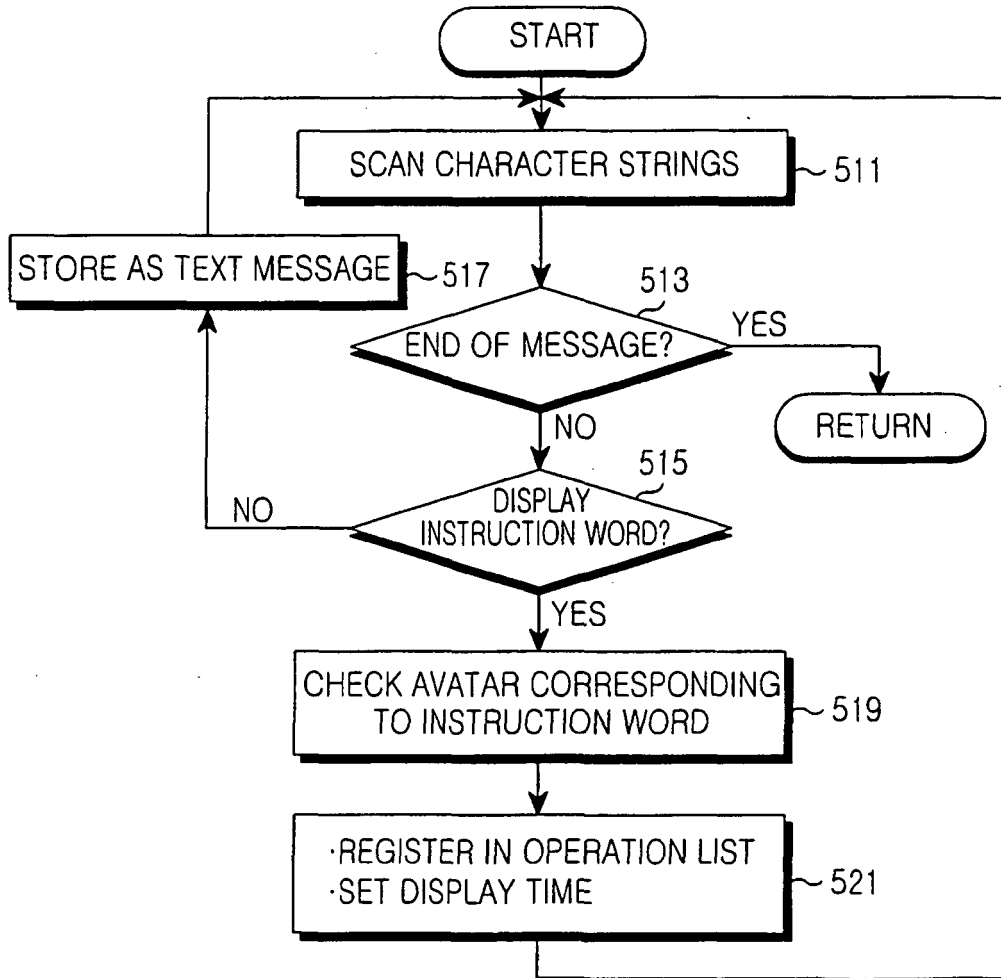 START
SCAN CHARACTER STRINGS
511
STORE AS TEXT MESSAGE
517
513
END OF MESSAGE?
YES
RETURN
NO
515
DISPLAY
INSTRUCTION WORD?
NO
YES
CHECK AVATAR CORRESPONDING
TO INSTRUCTION WORD
519
·REGISTER IN OPERATION LIST
·SET DISPLAY TIME
521